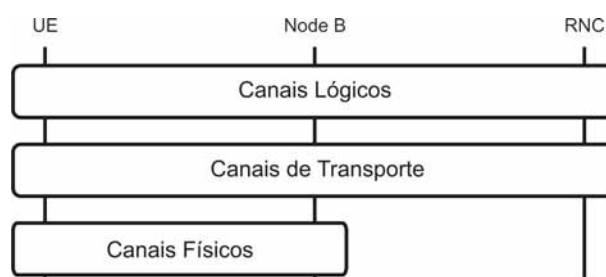 UE Node B RNC
Canais Lógicos
Canais de Transporte
Canais Físicos